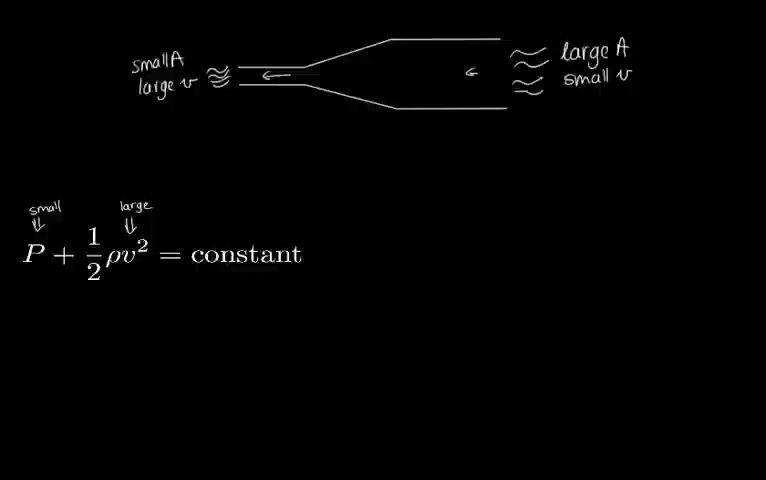 small A
large v
large A
small v
small
large
P + 1/2 ρv² = constant